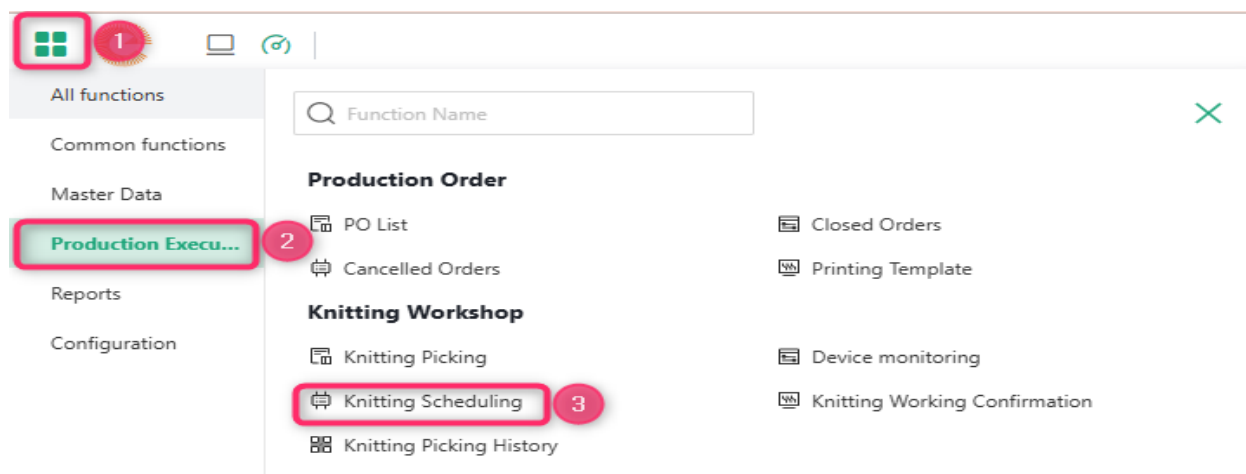 1
All functions
Common functions
Master Data
Production Execu...
2
Reports
Configuration
Function Name
Production Order
PO List
Closed Orders
Cancelled Orders
Printing Template
Knitting Workshop
Knitting Picking
Device monitoring
Knitting Scheduling
3
Knitting Working Confirmation
Knitting Picking History